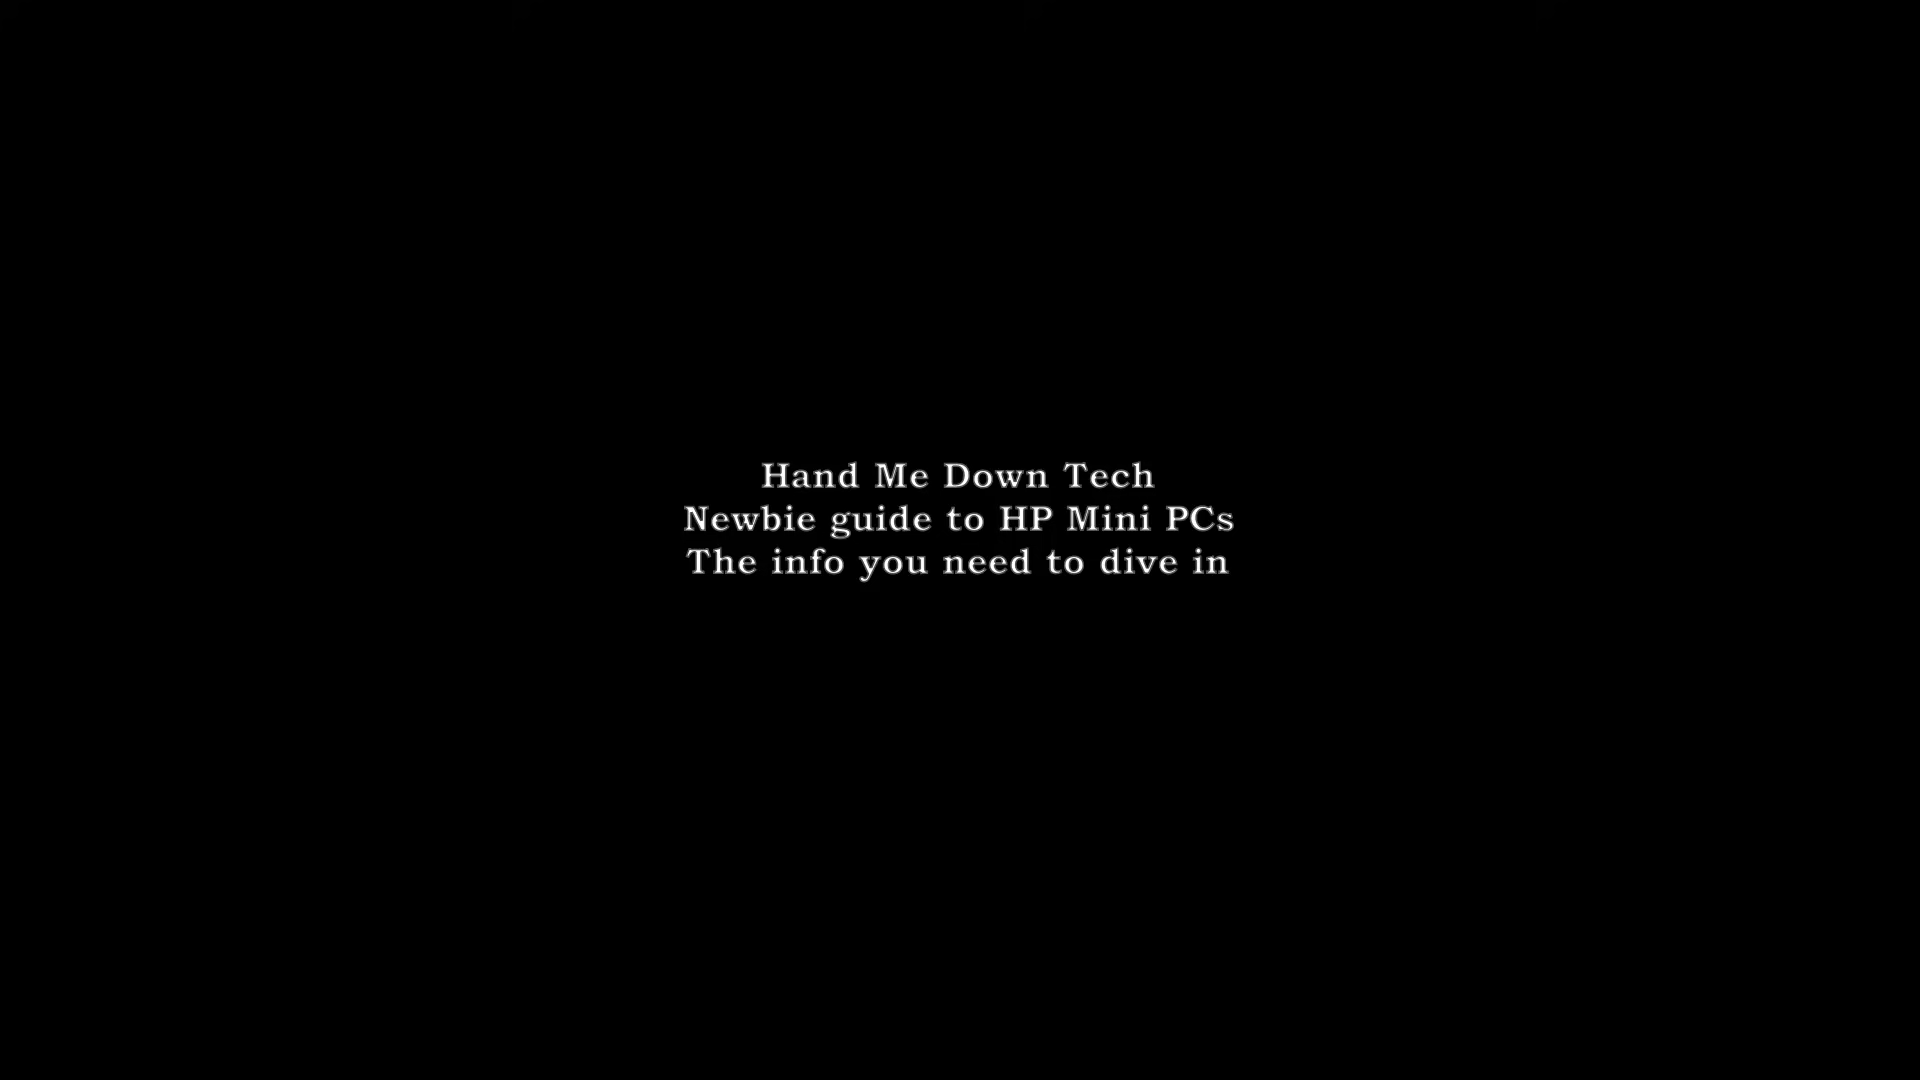 Hand Me Down Tech
Newbie guide to HP Mini PCs
The info you need to dive in